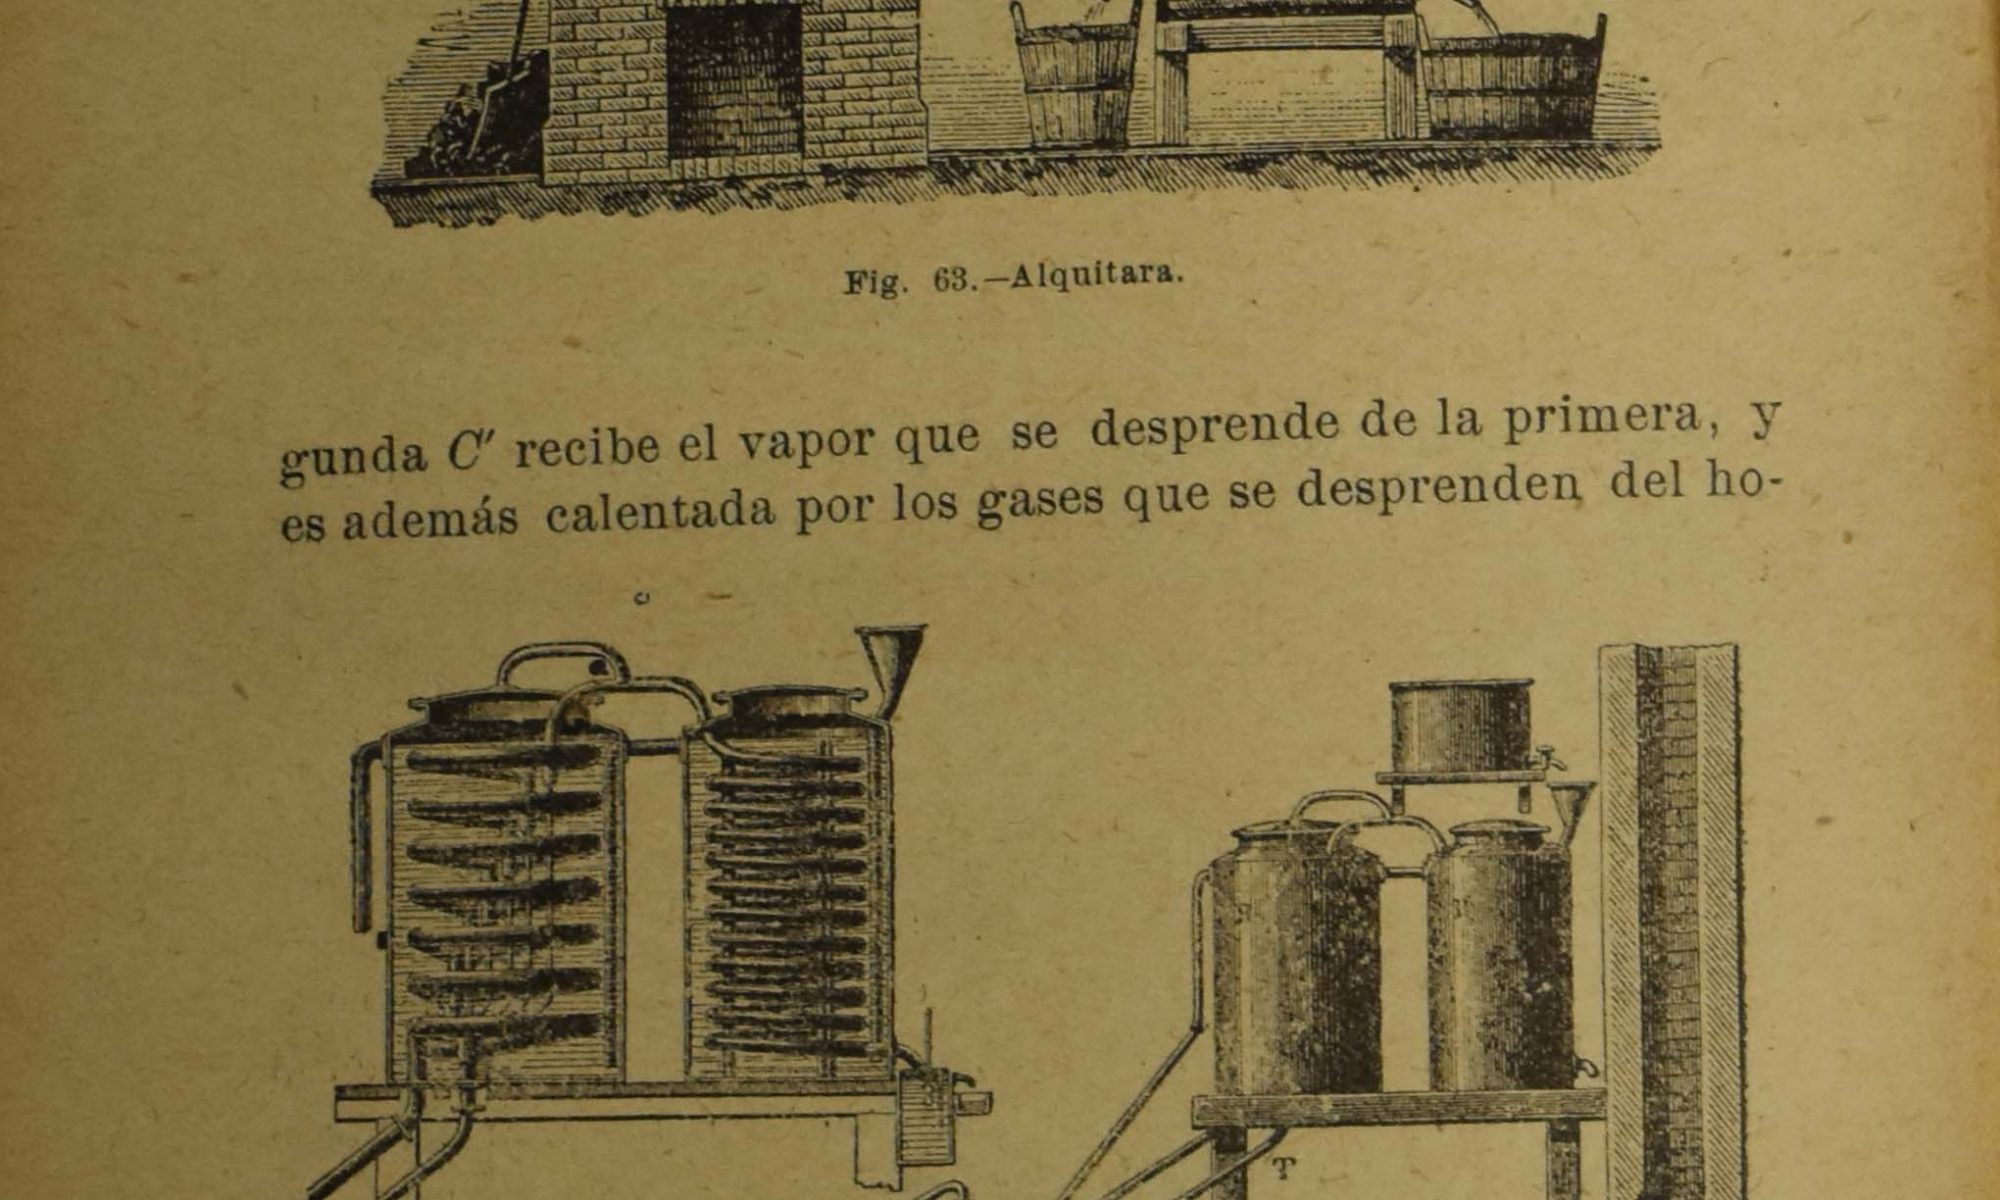 Fig. 63.—Alquitara.
gunda C′ recibe el vapor que se desprende de la primera, y
es además calentada por los gases que se desprenden del ho-
T